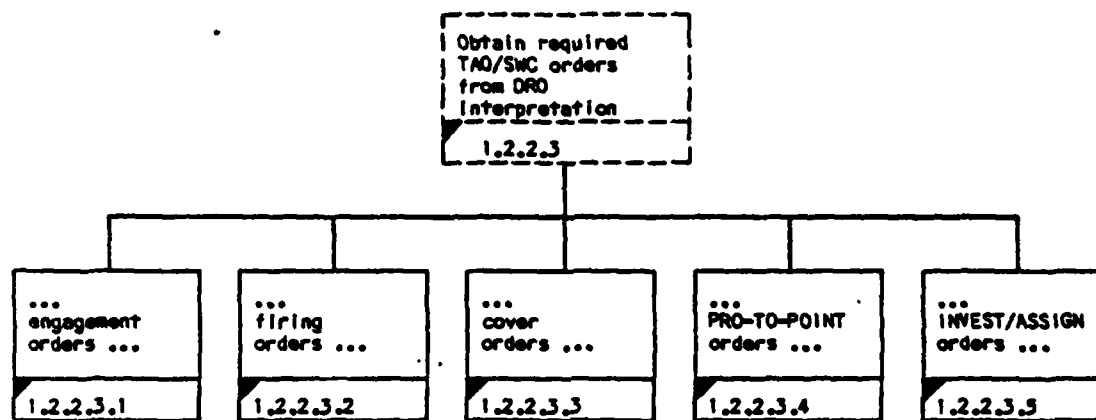 Obtain required
TAO/SWC orders
from DRO
interpretation
1.2.2.3
...
engagement
orders ...
1.2.2.3.1
...
firing
orders ...
1.2.2.3.2
...
cover
orders ...
1.2.2.3.3
...
PRO-TO-POINT
orders ...
1.2.2.3.4
...
INVEST/ASSIGN
orders ...
1.2.2.3.5